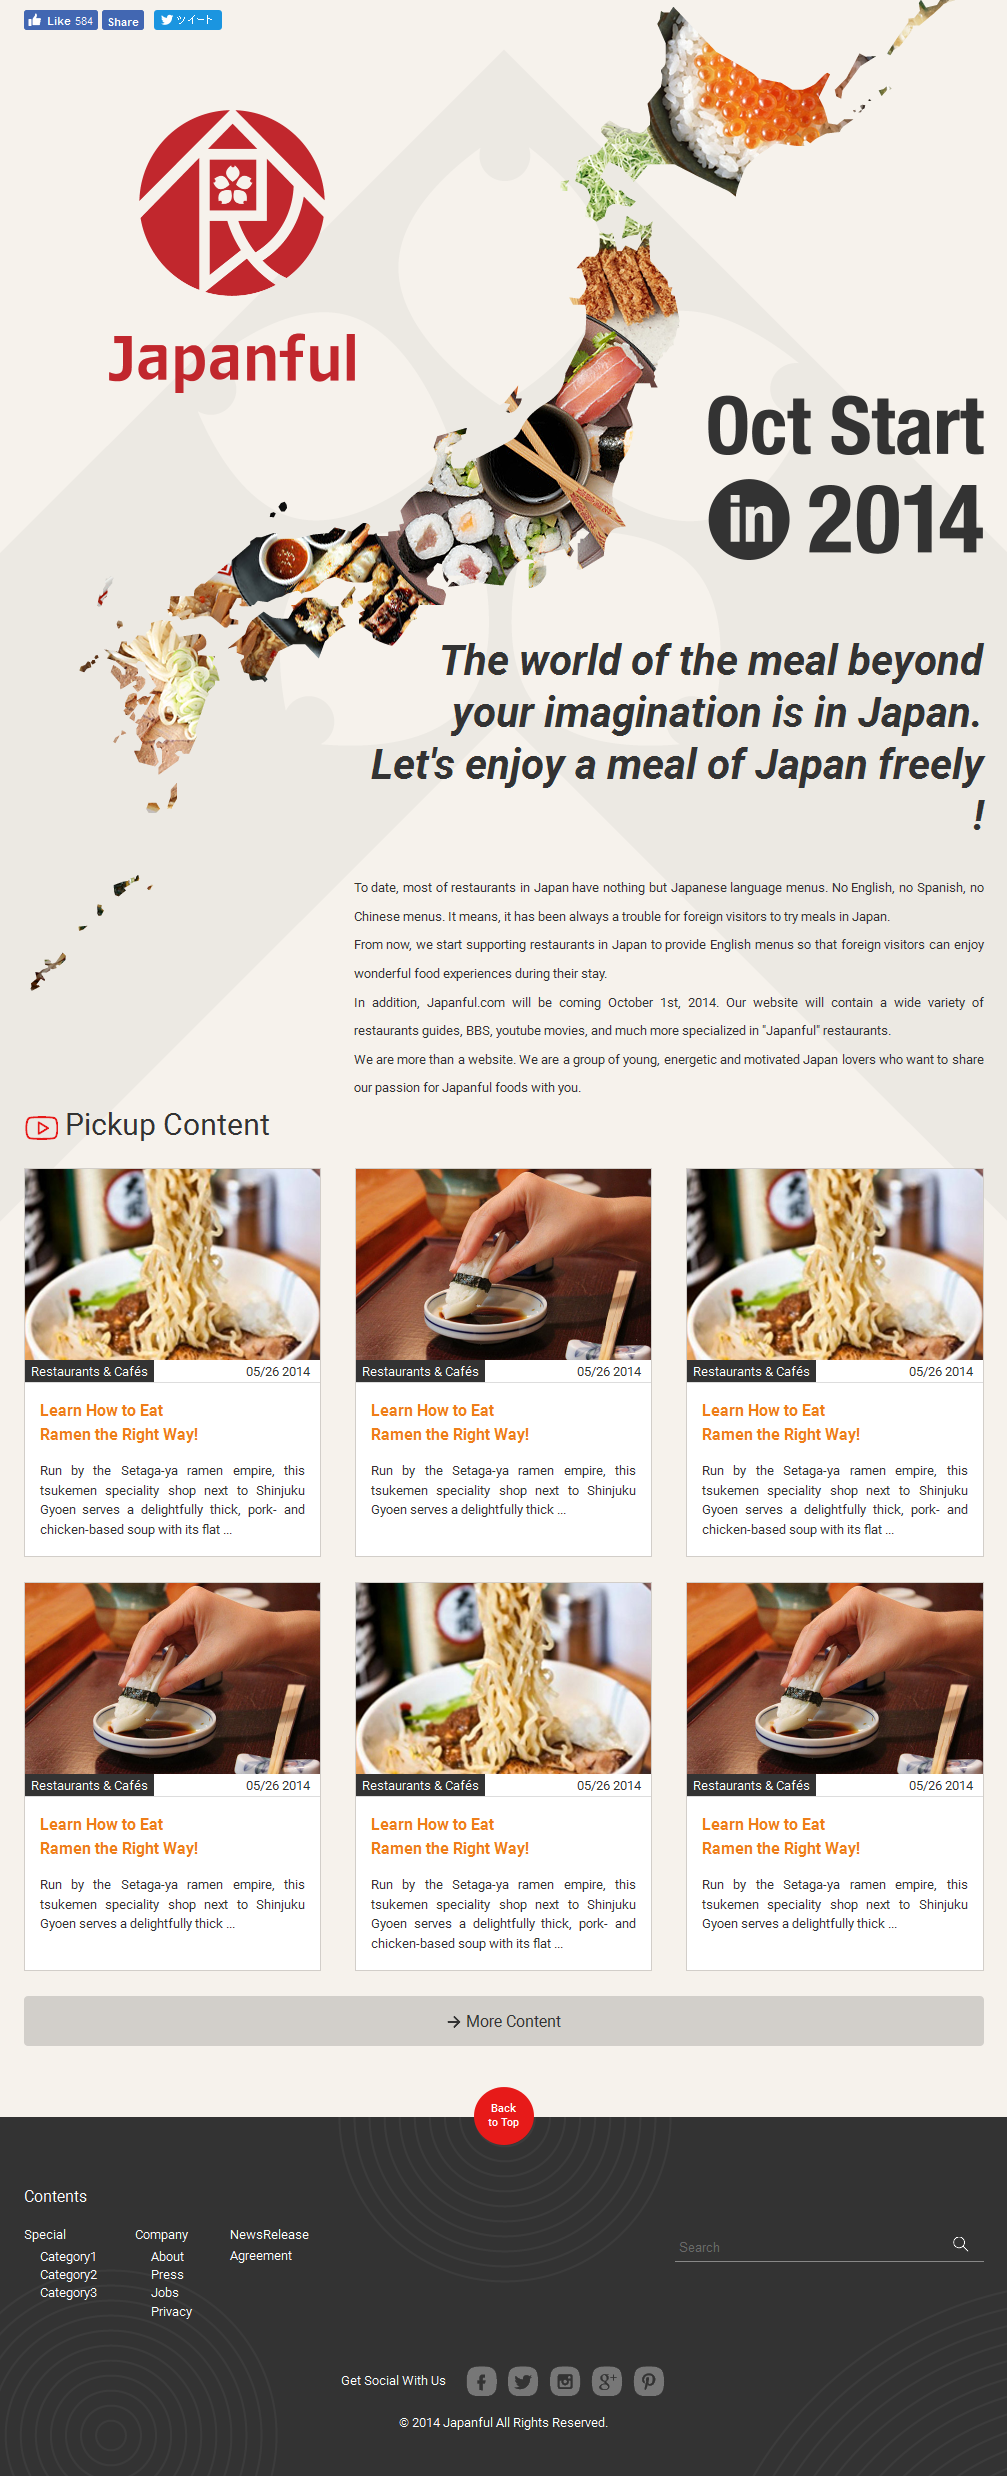 Like 584
Share
ツイート
食
Japanful
Oct Start
in 2014
The world of the meal beyond
your imagination is in Japan.
Let's enjoy a meal of Japan freely
!
To date, most of restaurants in Japan have nothing but Japanese language menus. No English, no Spanish, no
Chinese menus. It means, it has been always a trouble for foreign visitors to try meals in Japan.
From now, we start supporting restaurants in Japan to provide English menus so that foreign visitors can enjoy
wonderful food experiences during their stay.
In addition, Japanful.com will be coming October 1st, 2014. Our website will contain a wide variety of
restaurants guides, BBS, youtube movies, and much more specialized in "Japanful" restaurants.
We are more than a website. We are a group of young, energetic and motivated Japan lovers who want to share
our passion for Japanful foods with you.
Pickup Content
Restaurants & Cafés 05/26 2014
Learn How to Eat
Ramen the Right Way!
Run by the Setaga-ya ramen empire, this
tsukemen speciality shop next to Shinjuku
Gyoen serves a delightfully thick, pork- and
chicken-based soup with its flat ...
Restaurants & Cafés 05/26 2014
Learn How to Eat
Ramen the Right Way!
Run by the Setaga-ya ramen empire, this
tsukemen speciality shop next to Shinjuku
Gyoen serves a delightfully thick ...
Restaurants & Cafés 05/26 2014
Learn How to Eat
Ramen the Right Way!
Run by the Setaga-ya ramen empire, this
tsukemen speciality shop next to Shinjuku
Gyoen serves a delightfully thick, pork- and
chicken-based soup with its flat ...
Restaurants & Cafés 05/26 2014
Learn How to Eat
Ramen the Right Way!
Run by the Setaga-ya ramen empire, this
tsukemen speciality shop next to Shinjuku
Gyoen serves a delightfully thick ...
Restaurants & Cafés 05/26 2014
Learn How to Eat
Ramen the Right Way!
Run by the Setaga-ya ramen empire, this
tsukemen speciality shop next to Shinjuku
Gyoen serves a delightfully thick, pork- and
chicken-based soup with its flat ...
Restaurants & Cafés 05/26 2014
Learn How to Eat
Ramen the Right Way!
Run by the Setaga-ya ramen empire, this
tsukemen speciality shop next to Shinjuku
Gyoen serves a delightfully thick ...
→ More Content
Back
to Top
Contents
Special
Category1
Category2
Category3
Company
About
Press
Jobs
Privacy
NewsRelease
Agreement
Search
Get Social With Us
© 2014 Japanful All Rights Reserved.